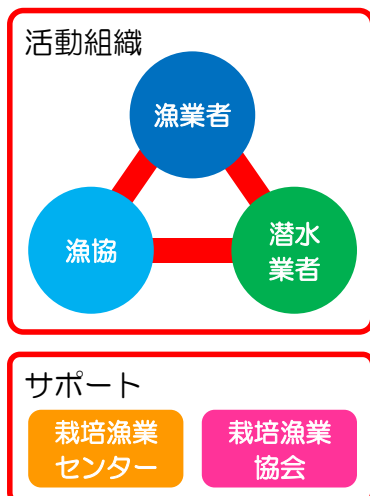 活動組織
漁業者
漁協
潜水
業者
サポート
栽培漁業
センター
栽培漁業
協会